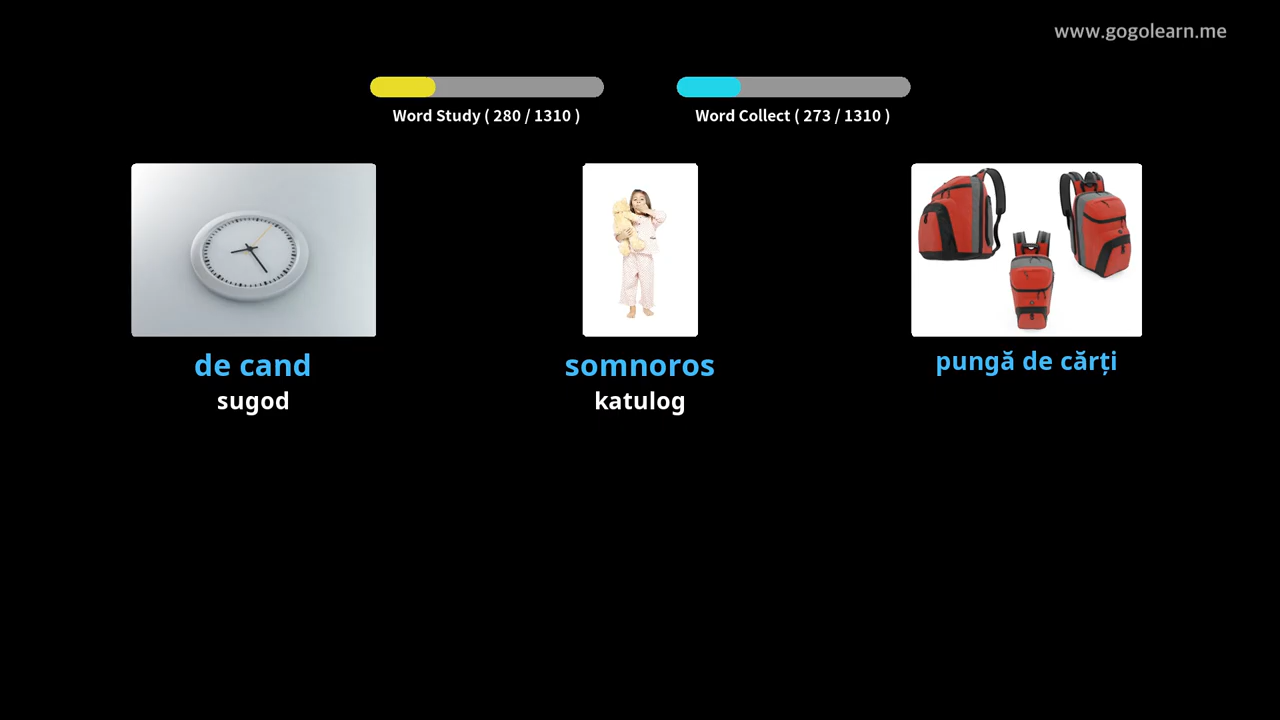 www.gogolearn.me
Word Study ( 280 / 1310 )
Word Collect ( 273 / 1310 )
de cand
sugod
somnoros
katulog
pungă de cărți